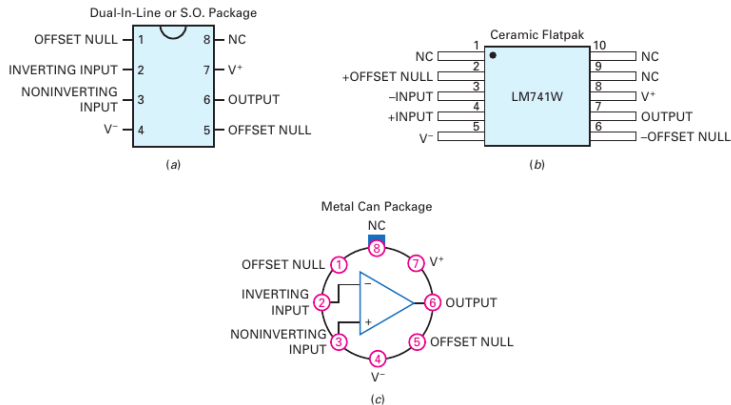 Dual-In-Line or S.O. Package
OFFSET NULL 1 8 NC
INVERTING INPUT 2 7 V⁺
NONINVERTING
INPUT 3 6 OUTPUT
V⁻ 4 5 OFFSET NULL
(a)
Ceramic Flatpak
NC 1 10 NC
+OFFSET NULL 2 9 NC
–INPUT 3 8 V⁺
LM741W
+INPUT 4 7 OUTPUT
V⁻ 5 6 –OFFSET NULL
(b)
Metal Can Package
NC
8
OFFSET NULL 1 7 V⁺
INVERTING
INPUT 2 – 6 OUTPUT
NONINVERTING
INPUT 3 + 5 OFFSET NULL
4
V⁻
(c)